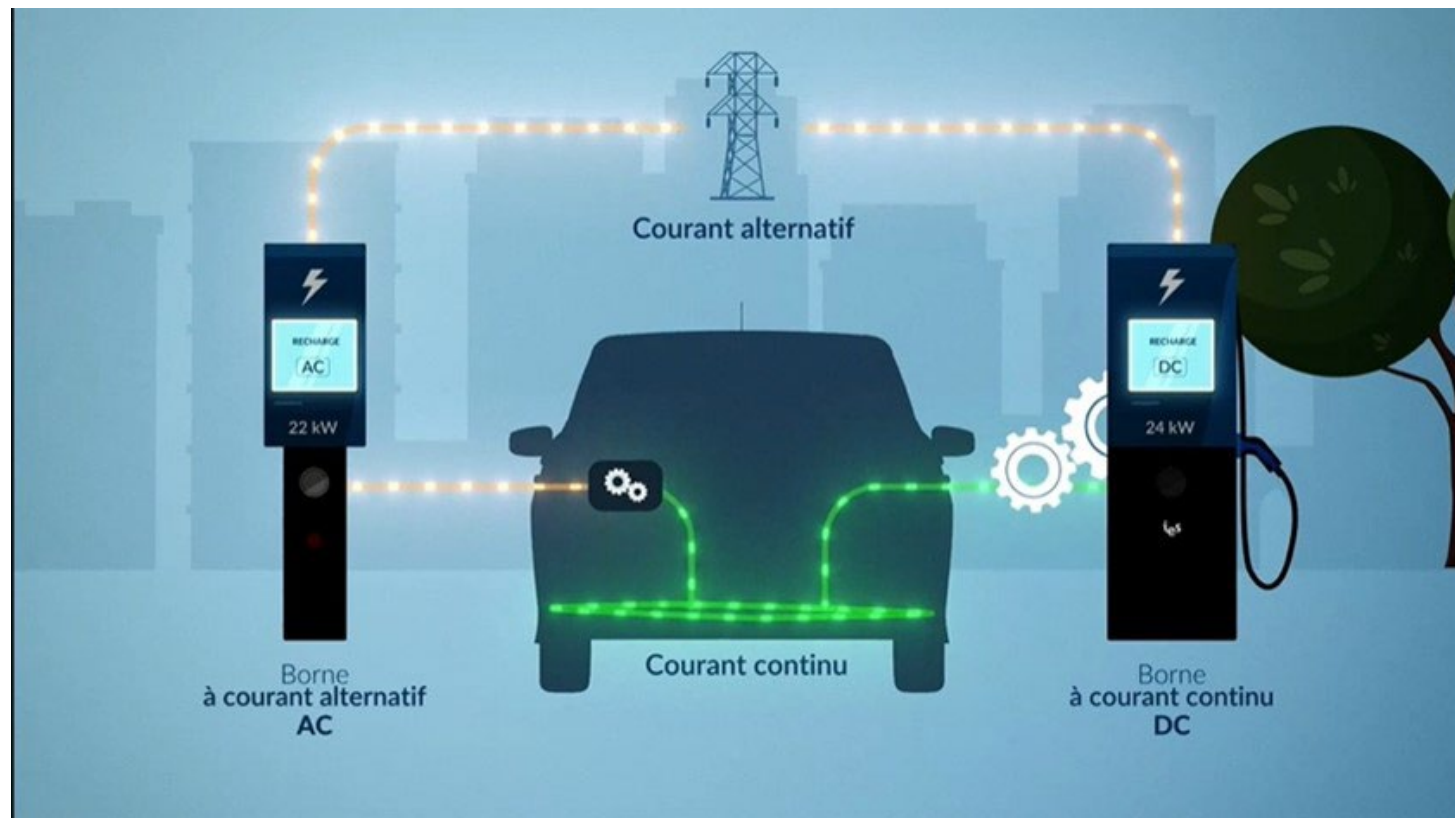 Courant alternatif
RECHARGE
AC
22 kW
RECHARGE
DC
24 kW
ies
Courant continu
Borne
à courant alternatif
AC
Borne
à courant continu
DC